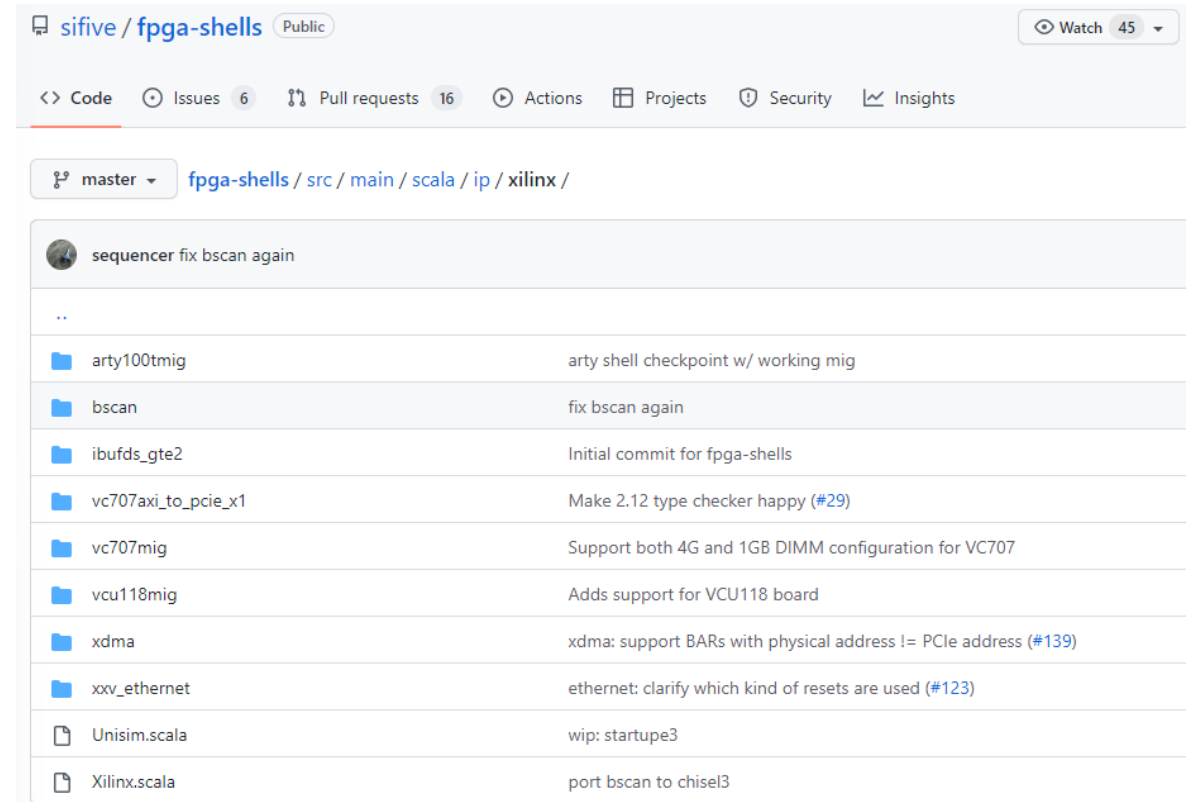 sifive / fpga-shells Public Watch 45
Code Issues 6 Pull requests 16 Actions Projects Security Insights
master fpga-shells / src / main / scala / ip / xilinx /
sequencer fix bscan again
..
arty100tmig arty shell checkpoint w/ working mig
bscan fix bscan again
ibufds_gte2 Initial commit for fpga-shells
vc707axi_to_pcie_x1 Make 2.12 type checker happy (#29)
vc707mig Support both 4G and 1GB DIMM configuration for VC707
vcu118mig Adds support for VCU118 board
xdma xdma: support BARs with physical address != PCIe address (#139)
xxv_ethernet ethernet: clarify which kind of resets are used (#123)
Unisim.scala wip: startupe3
Xilinx.scala port bscan to chisel3